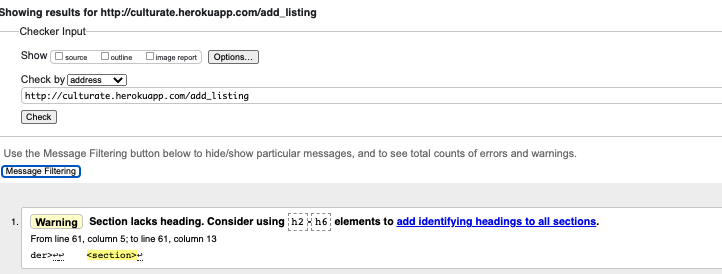 Showing results for http://culturate.herokuapp.com/add_listing
Checker Input
Show source outline image report Options...
Check by address
http://culturate.herokuapp.com/add_listing
Check
Use the Message Filtering button below to hide/show particular messages, and to see total counts of errors and warnings.
Message Filtering
1. Warning Section lacks heading. Consider using h2-h6 elements to add identifying headings to all sections.
From line 61, column 5; to line 61, column 13
der>↩↩ <section>↩